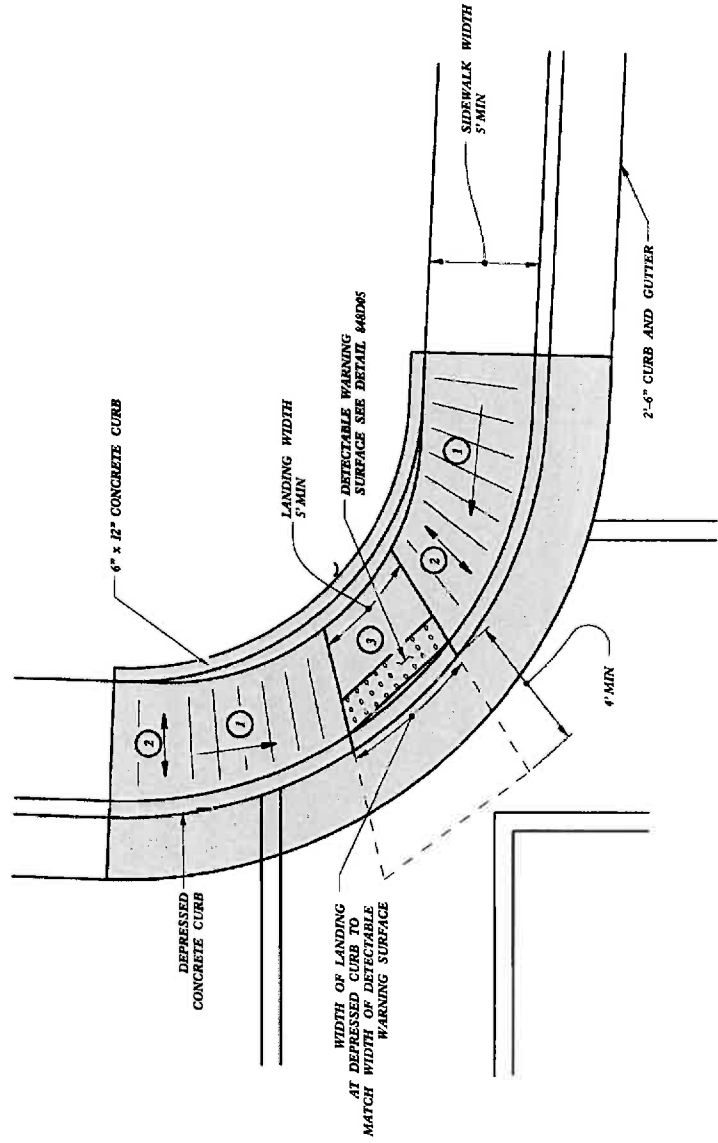 6" x 12" CONCRETE CURB
LANDING WIDTH
5' MIN
DETECTABLE WARNING
SURFACE SEE DETAIL 848D05
SIDEWALK WIDTH
5' MIN
2
1
3
2
1
DEPRESSED
CONCRETE CURB
WIDTH OF LANDING
AT DEPRESSED CURB TO
MATCH WIDTH OF DETECTABLE
WARNING SURFACE
4' MIN
2'-6" CURB AND GUTTER